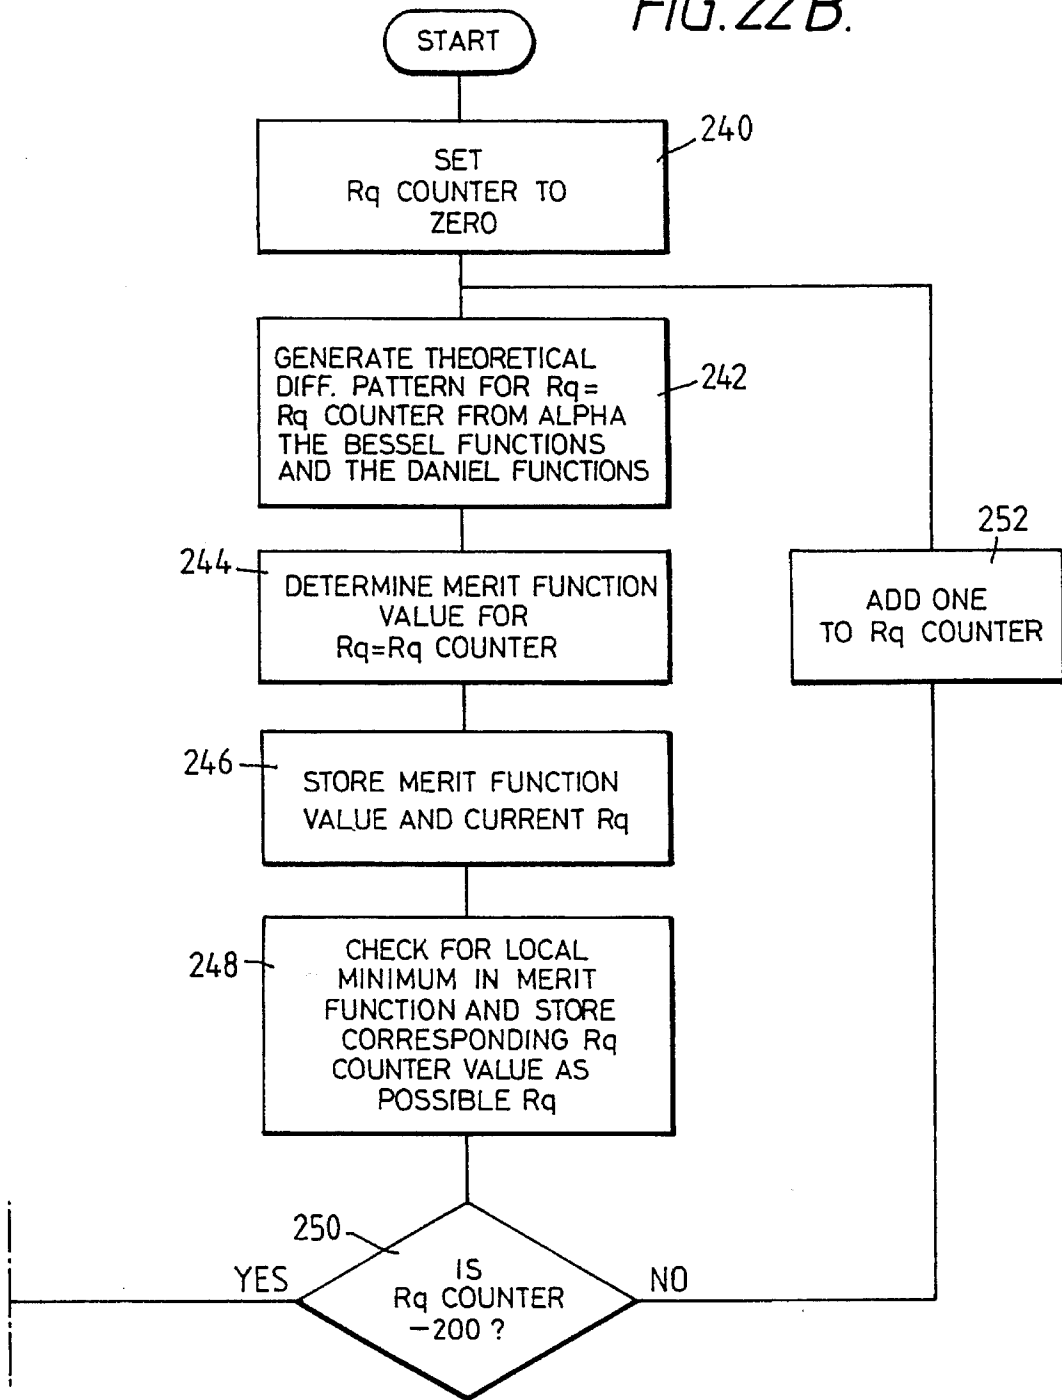 FIG. 22B.
START
240
SET
Rq COUNTER TO
ZERO
GENERATE THEORETICAL
DIFF. PATTERN FOR Rq=
Rq COUNTER FROM ALPHA
THE BESSEL FUNCTIONS
AND THE DANIEL FUNCTIONS
242
244
DETERMINE MERIT FUNCTION
VALUE FOR
Rq=Rq COUNTER
252
ADD ONE
TO Rq COUNTER
246
STORE MERIT FUNCTION
VALUE AND CURRENT Rq
248
CHECK FOR LOCAL
MINIMUM IN MERIT
FUNCTION AND STORE
CORRESPONDING Rq
COUNTER VALUE AS
POSSIBLE Rq
250
YES
IS
Rq COUNTER
-200 ?
NO